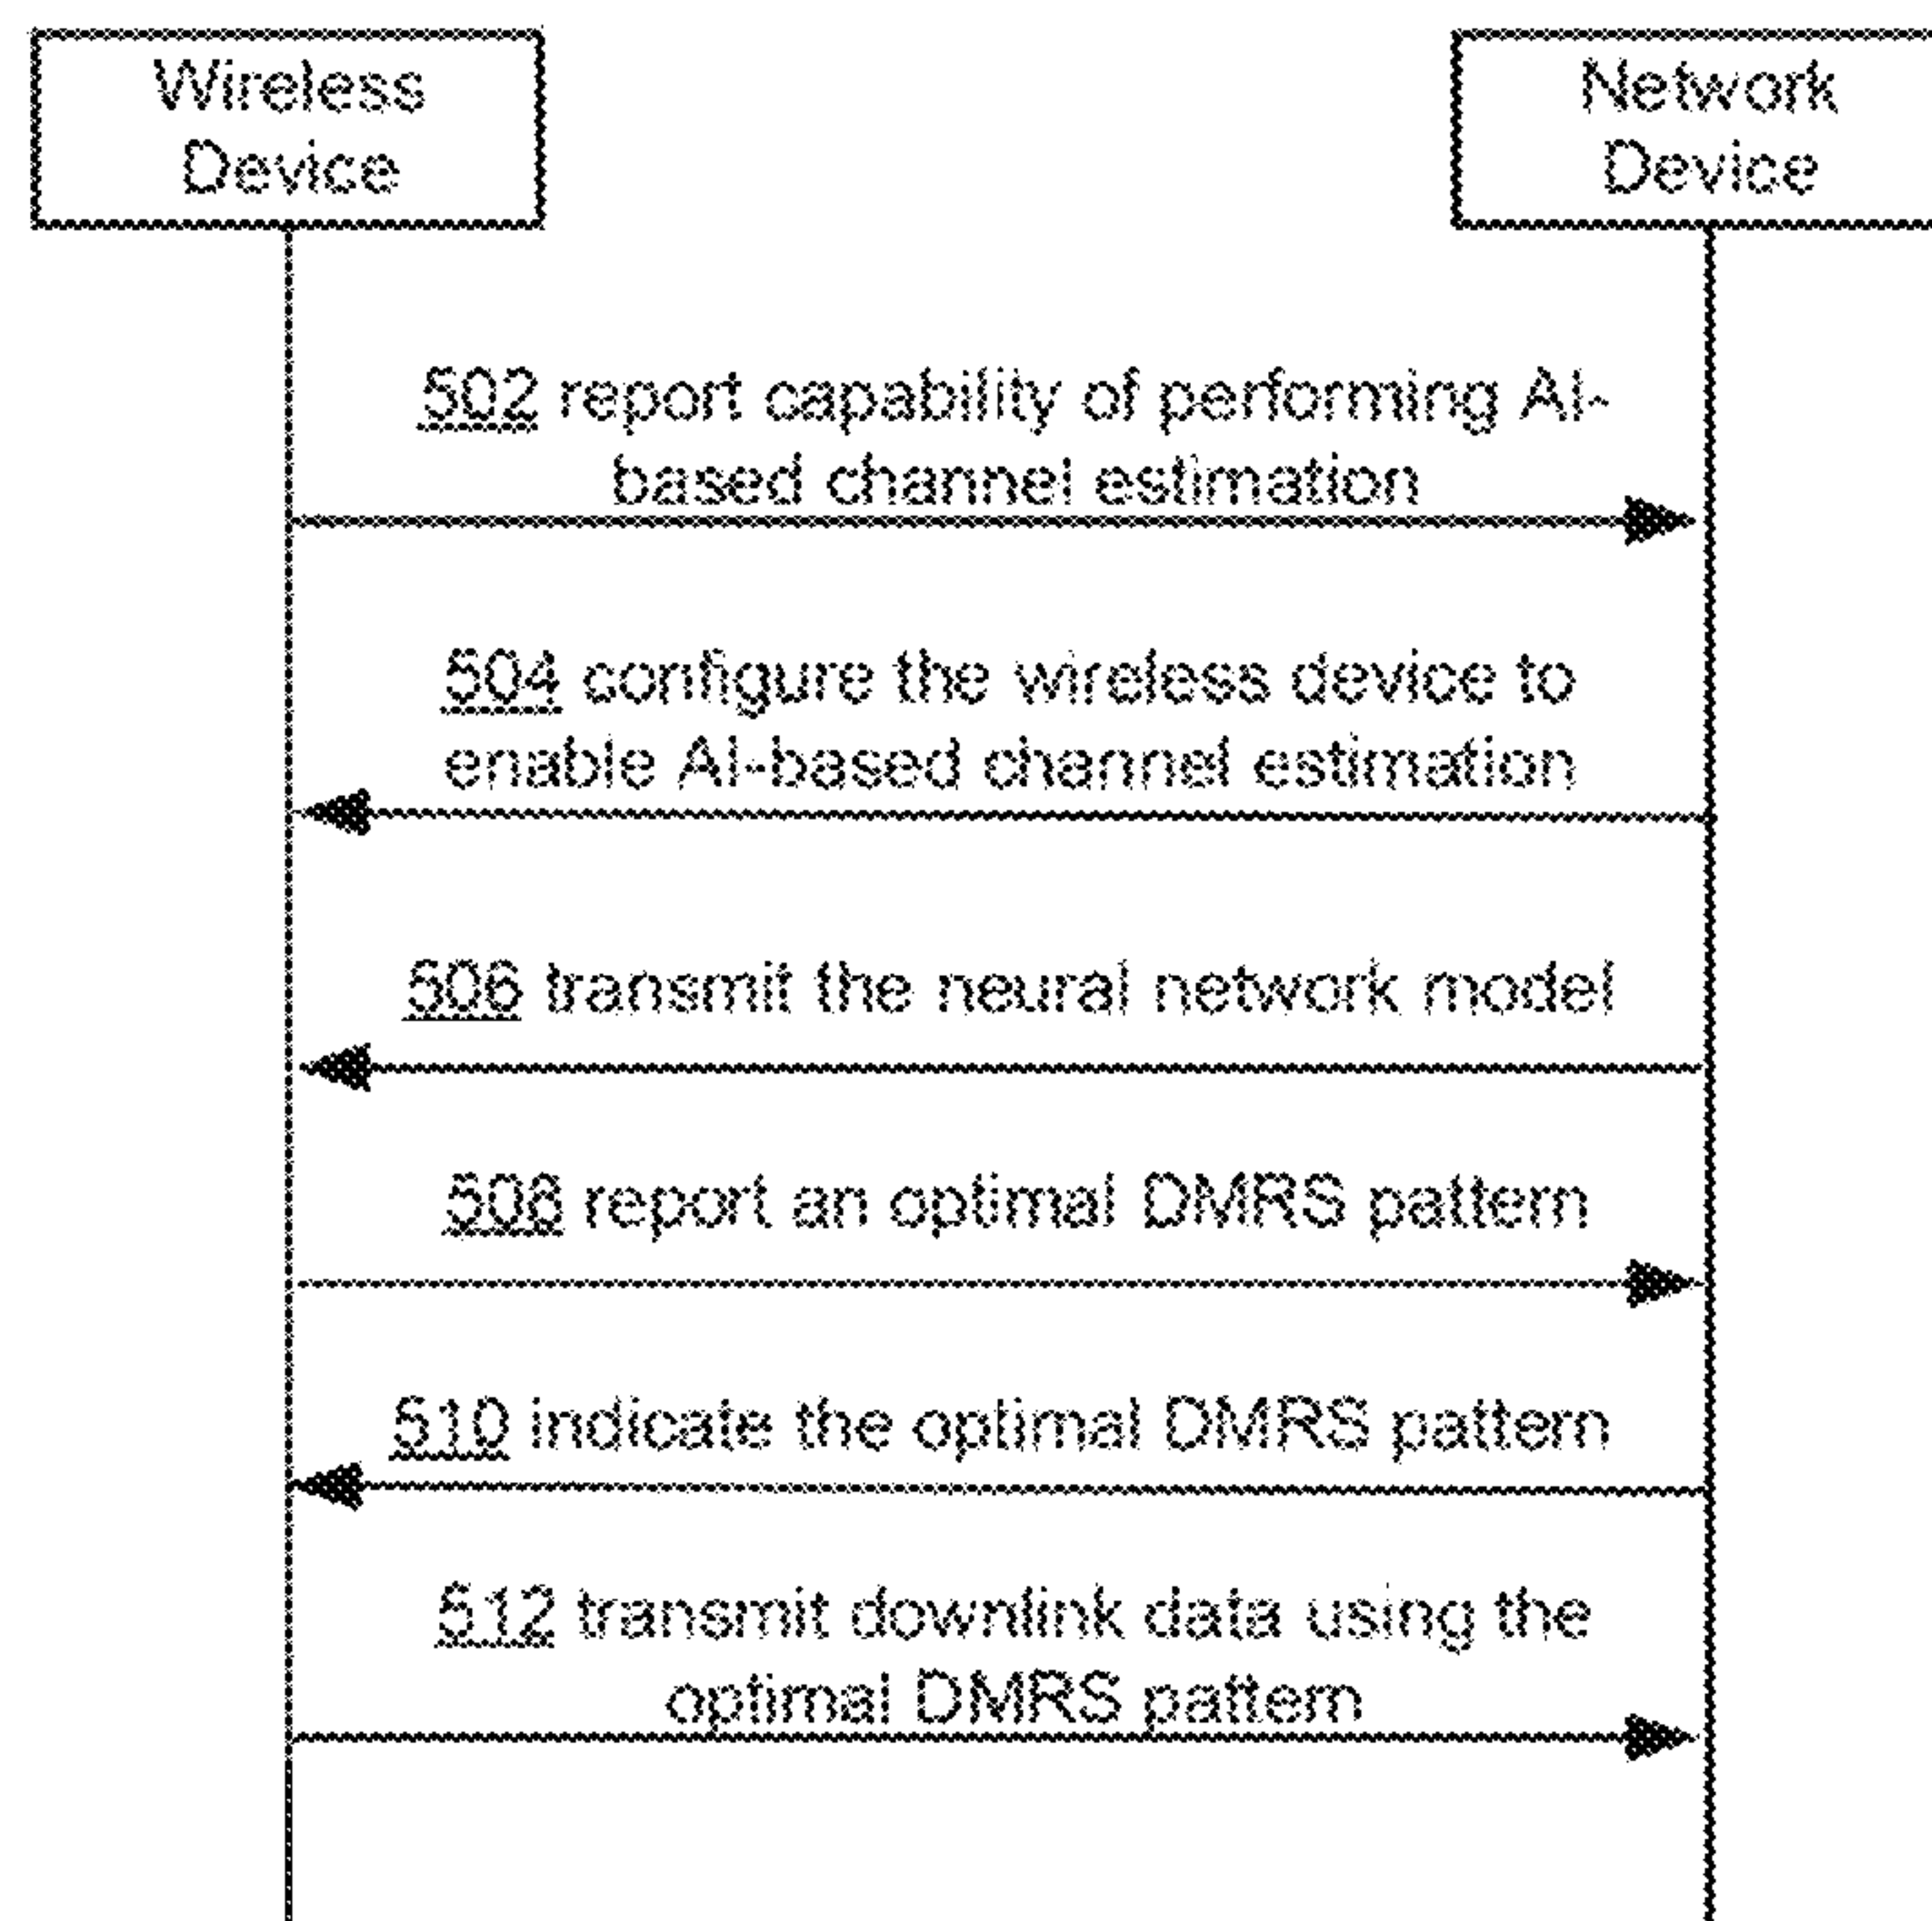 Wireless
Device
Network
Device
502 report capability of performing AI-
based channel estimation
504 configure the wireless device to
enable AI-based channel estimation
506 transmit the neural network model
508 report an optimal DMRS pattern
510 indicate the optimal DMRS pattern
512 transmit downlink data using the
optimal DMRS pattern